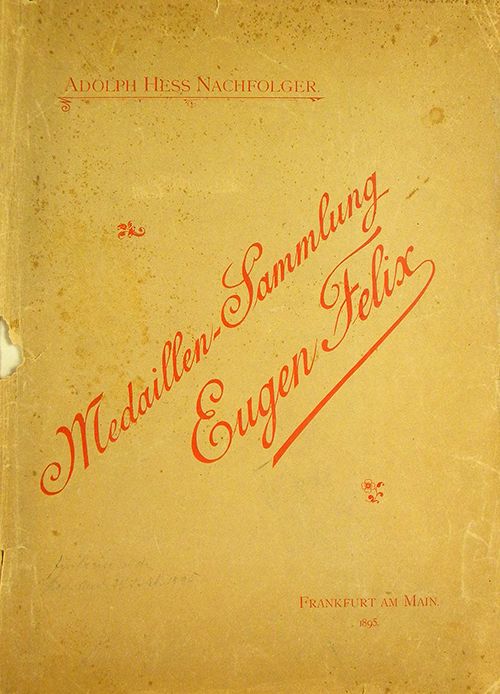 ADOLPH HESS NACHFOLGER.
Medaillen-Sammlung
Eugen Felix
FRANKFURT AM MAIN.
1895.